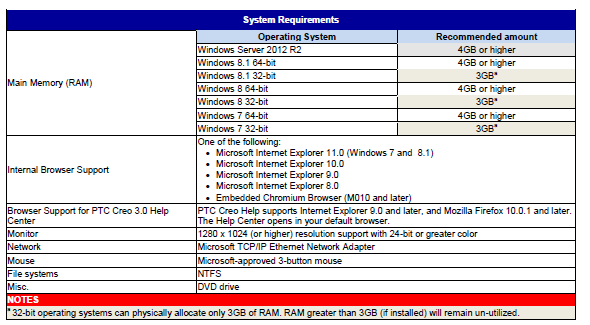 System Requirements
Operating System Recommended amount
Main Memory (RAM)
Windows Server 2012 R2 4GB or higher
Windows 8.1 64-bit 4GB or higher
Windows 8.1 32-bit 3GB*
Windows 8 64-bit 4GB or higher
Windows 8 32-bit 3GB*
Windows 7 64-bit 4GB or higher
Windows 7 32-bit 3GB*
Internal Browser Support
One of the following:
• Microsoft Internet Explorer 11.0 (Windows 7 and 8.1)
• Microsoft Internet Explorer 10.0
• Microsoft Internet Explorer 9.0
• Microsoft Internet Explorer 8.0
• Embedded Chromium Browser (M010 and later)
Browser Support for PTC Creo 3.0 Help
Center
PTC Creo Help supports Internet Explorer 9.0 and later, and Mozilla Firefox 10.0.1 and later.
The Help Center opens in your default browser.
Monitor 1280 x 1024 (or higher) resolution support with 24-bit or greater color
Network Microsoft TCP/IP Ethernet Network Adapter
Mouse Microsoft-approved 3-button mouse
File systems NTFS
Misc. DVD drive
NOTES
* 32-bit operating systems can physically allocate only 3GB of RAM. RAM greater than 3GB (if installed) will remain un-utilized.